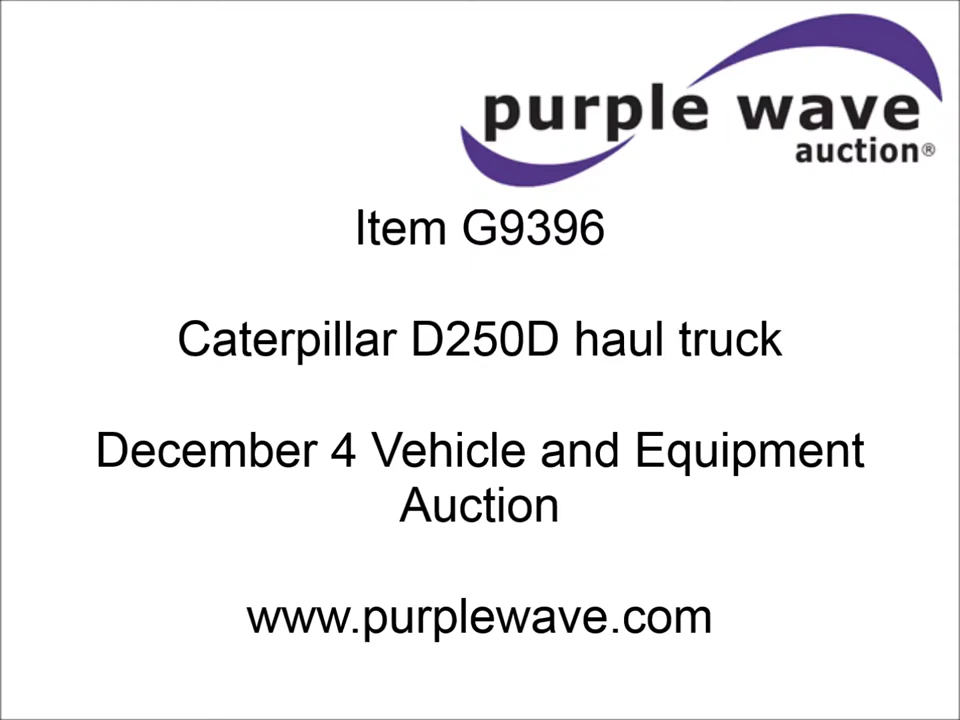 purple wave
auction®
Item G9396
Caterpillar D250D haul truck
December 4 Vehicle and Equipment
Auction
www.purplewave.com